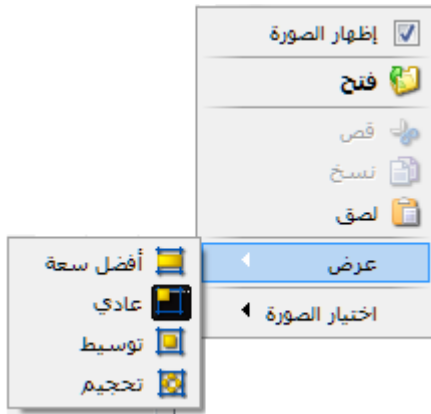 إظهار الصورة
فتح
قص
نسخ
لصق
عرض
اختيار الصورة
أفضل سعة
عادي
توسيط
تحجيم